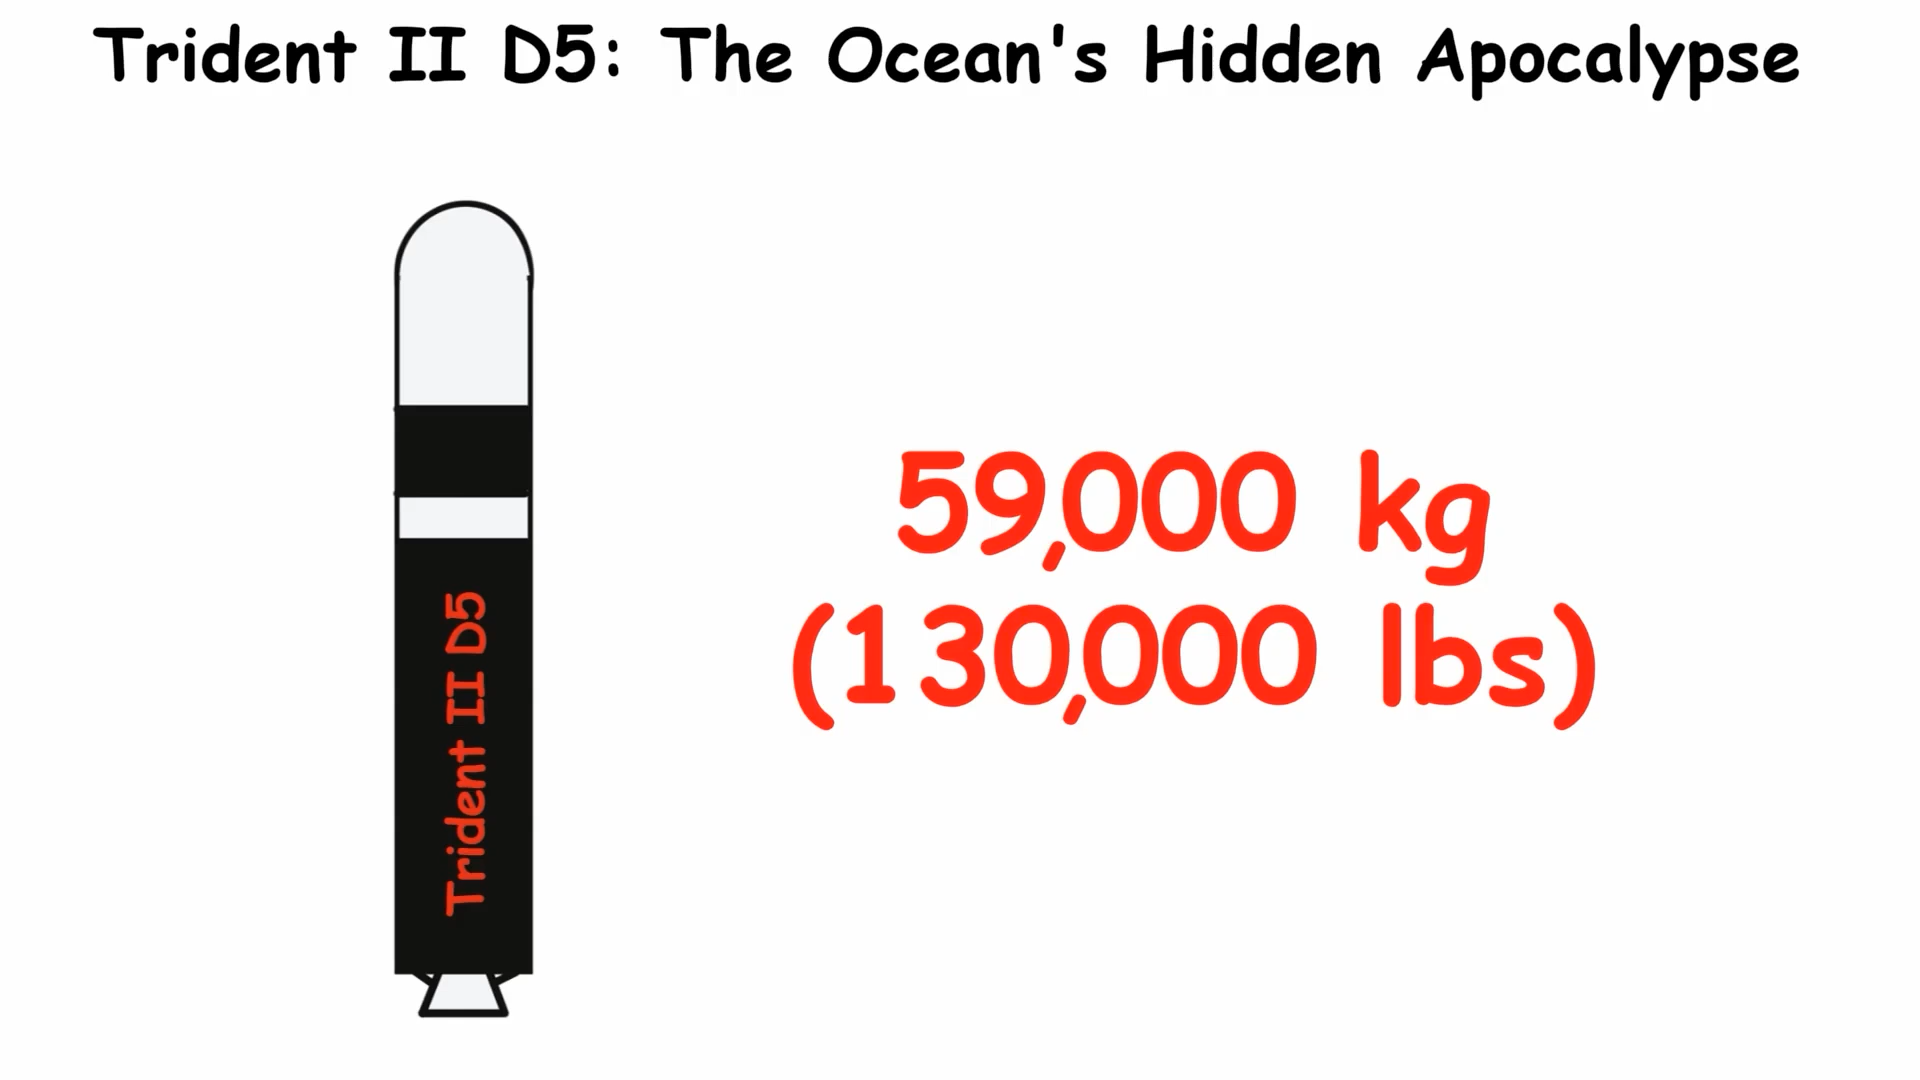 Trident II D5: The Ocean's Hidden Apocalypse
59,000 kg
(130,000 lbs)
Trident II D5